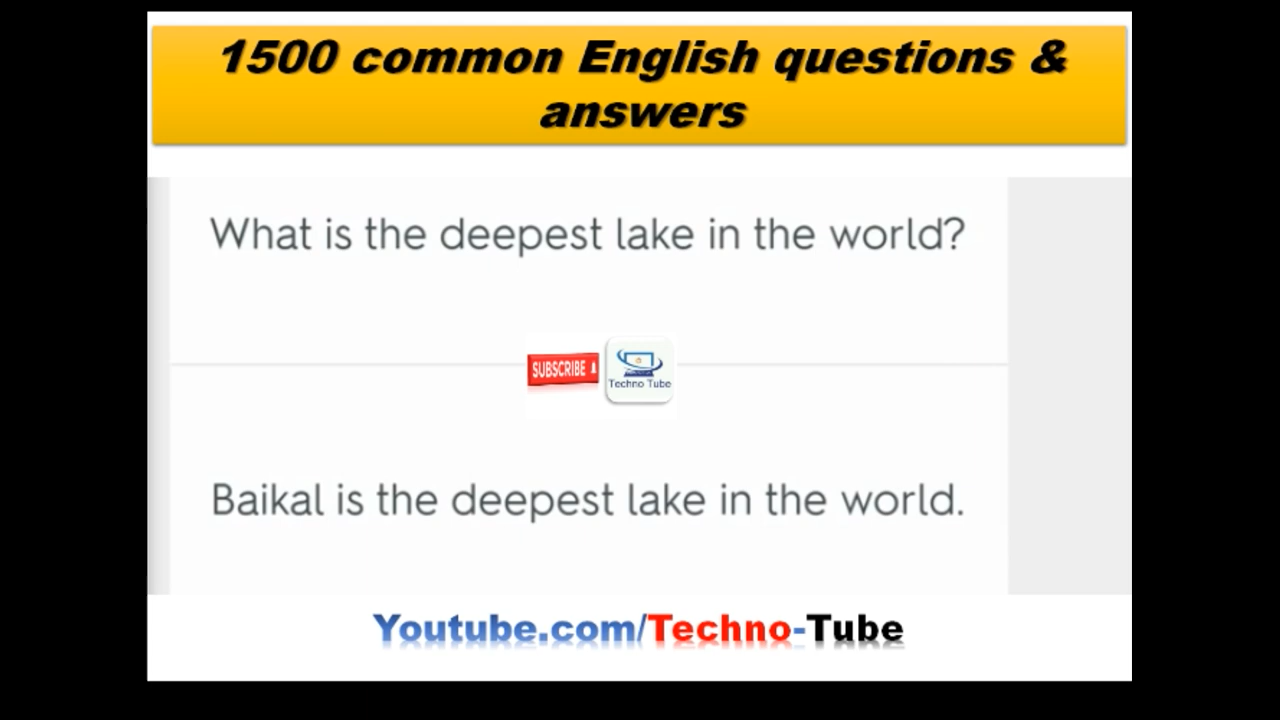 1500 common English questions &
answers
What is the deepest lake in the world?
SUBSCRIBE
Techno Tube
Baikal is the deepest lake in the world.
Youtube.com/Techno-Tube